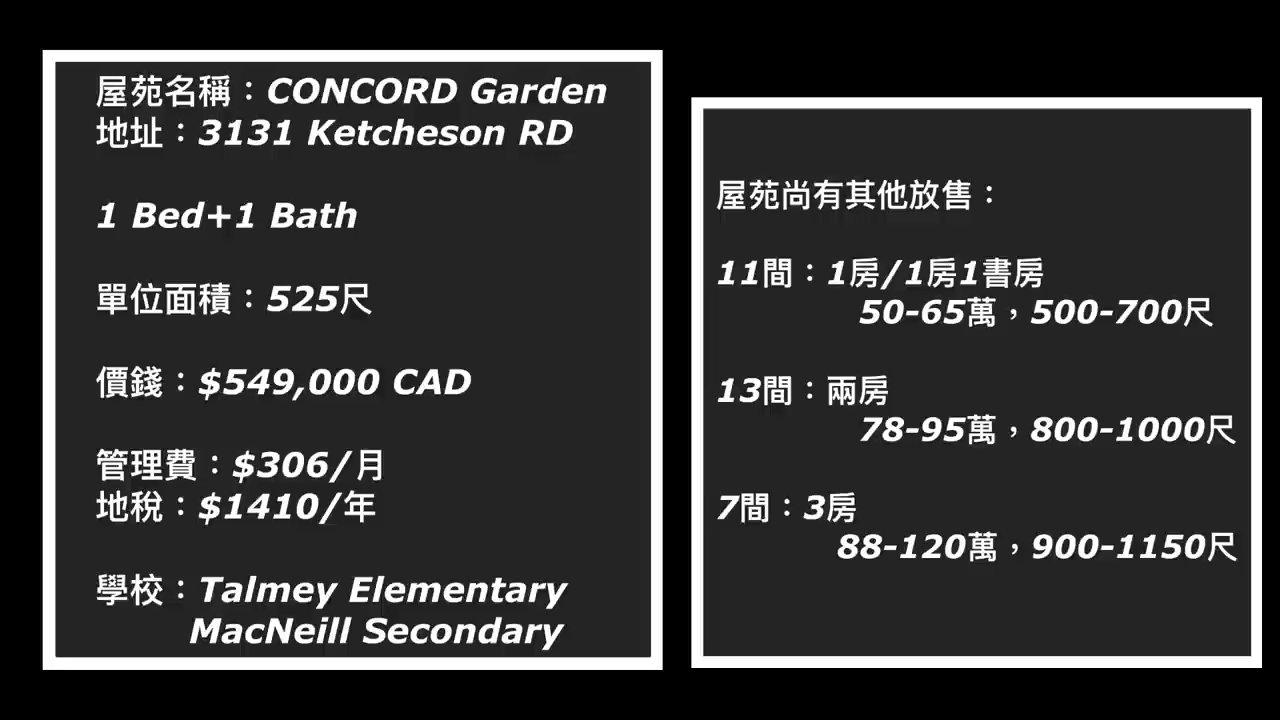 屋苑名稱：CONCORD Garden
地址：3131 Ketcheson RD
1 Bed+1 Bath
單位面積：525尺
價錢：$549,000 CAD
管理費：$306/月
地稅：$1410/年
學校：Talmey Elementary
MacNeill Secondary
屋苑尚有其他放售：
11間：1房/1房1書房
50-65萬，500-700尺
13間：兩房
78-95萬，800-1000尺
7間：3房
88-120萬，900-1150尺